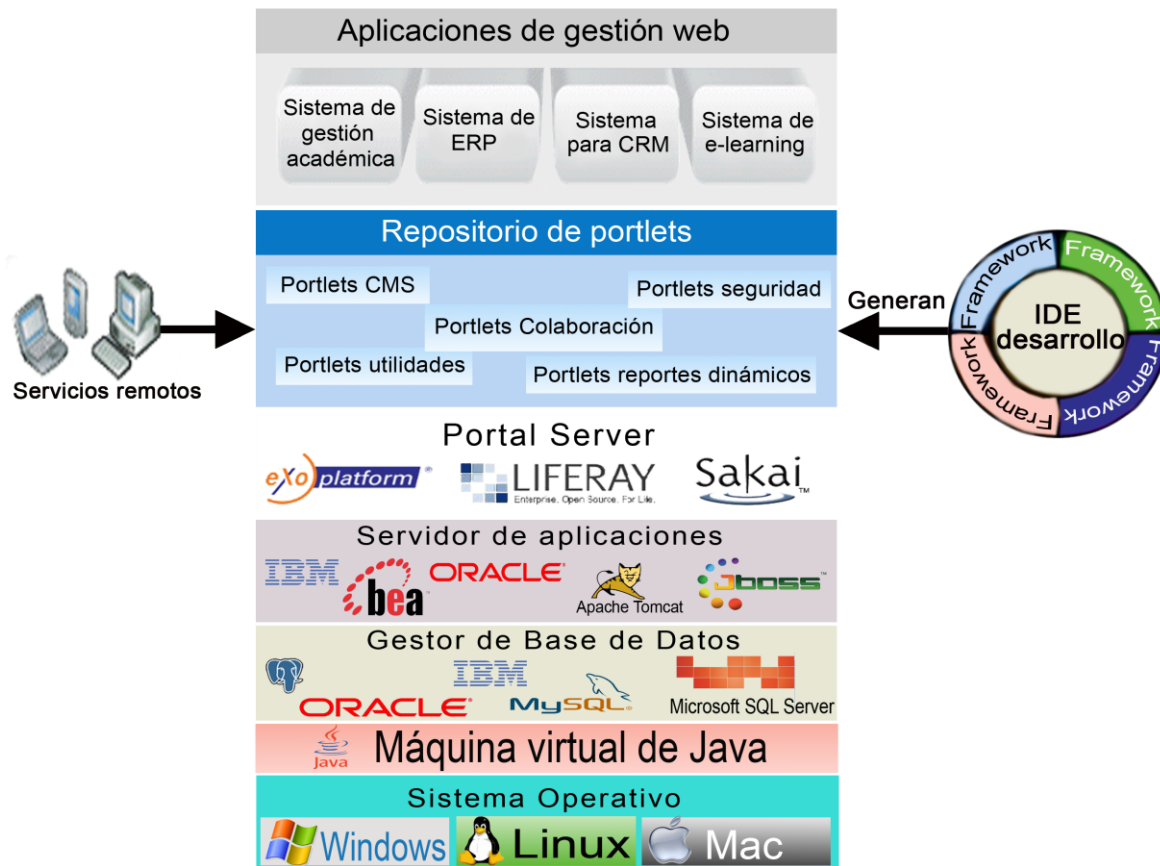 Aplicaciones de gestión web
Sistema de
gestión
académica
Sistema de
ERP
Sistema
para CRM
Sistema de
e-learning
Repositorio de portlets
Portlets CMS
Portlets seguridad
Portlets Colaboración
Portlets utilidades
Portlets reportes dinámicos
Servicios remotos
Generan
Framework
Framework
Framework
Framework
IDE
desarrollo
Portal Server
eXo platform®
LIFERAY
Enterprise. Open Source. For Life.
Sakai™
Servidor de aplicaciones
IBM
bea™
ORACLE®
Apache Tomcat
Jboss™
Gestor de Base de Datos
IBM
ORACLE®
MySQL®
Microsoft SQL Server
Java
Máquina virtual de Java
Sistema Operativo
Windows
Linux
Mac